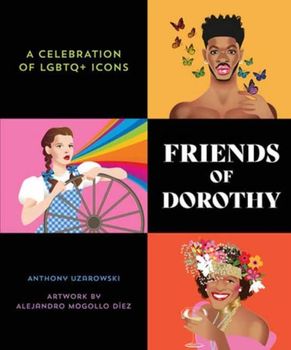 A CELEBRATION
OF LGBTQ+ ICONS
FRIENDS
OF
DOROTHY
ANTHONY UZAROWSKI
ARTWORK BY
ALEJANDRO MOGOLLO DÍEZ